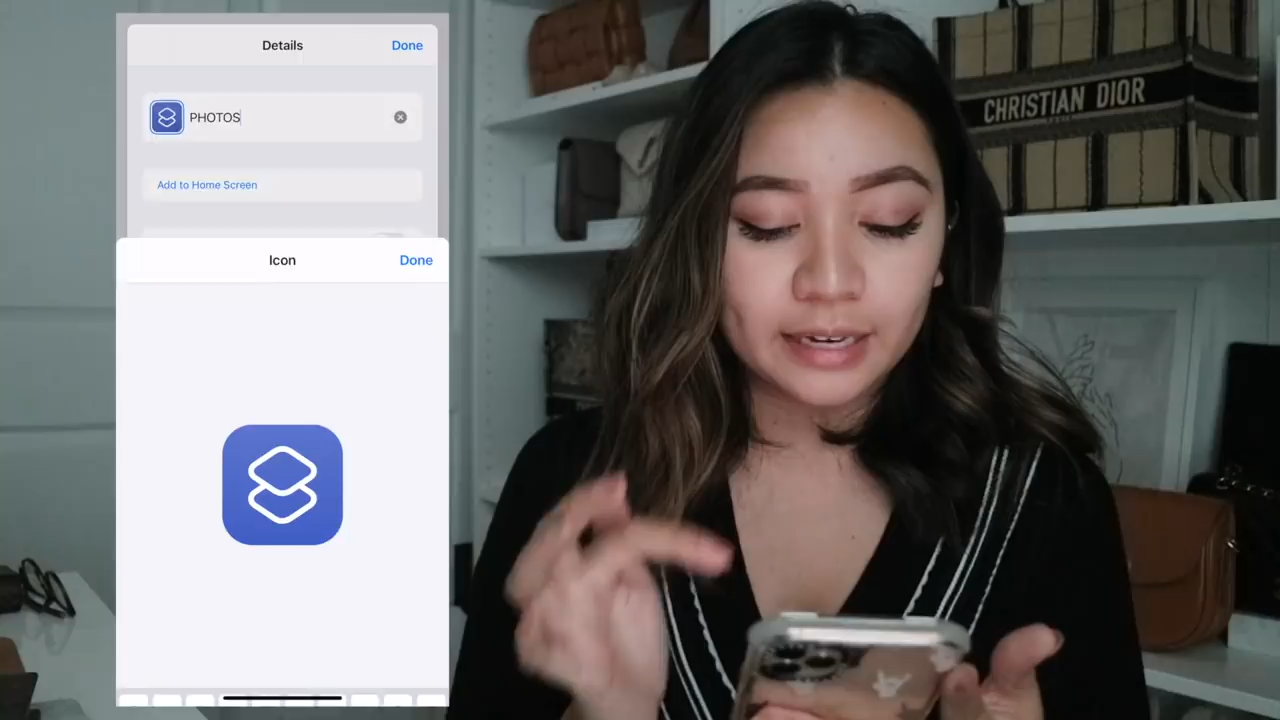 Details
Done
PHOTOS
Add to Home Screen
Icon
Done
CHRISTIAN DIOR